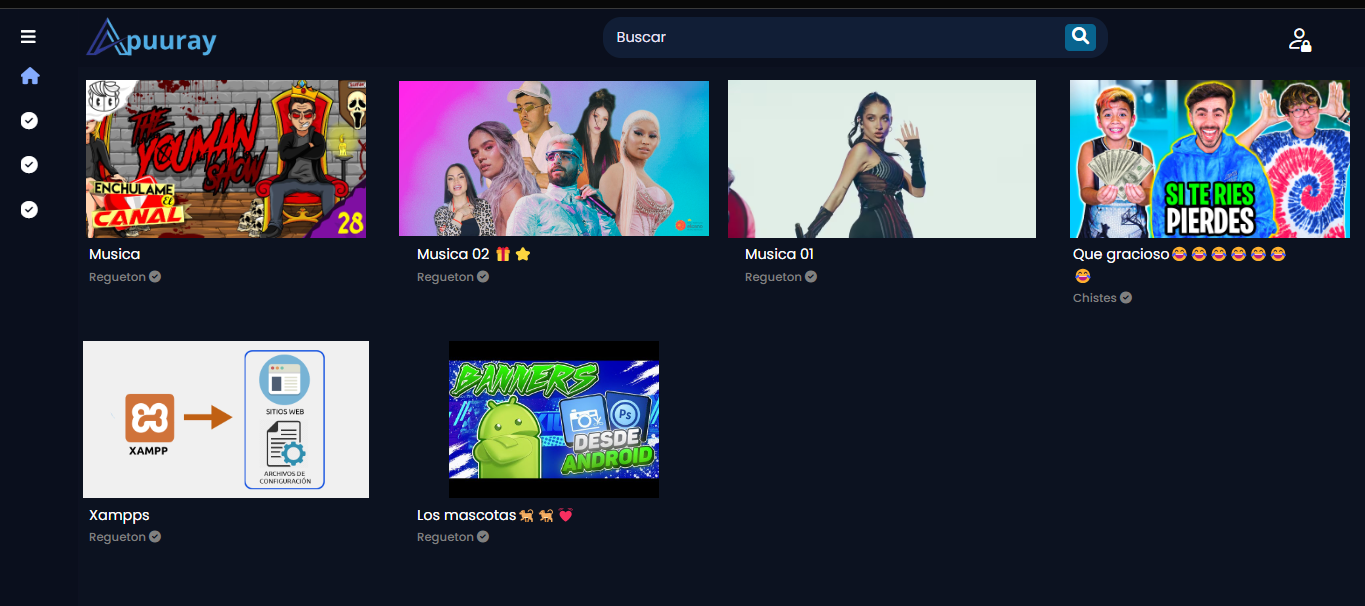 Apuuray
Buscar
THE
YOUMAN
SHOW
ENCHULAME
EL
CANAL
28
SI TE RIES
PIERDES
Musica
Regueton
Musica 02 🎁 ⭐
Regueton
Musica 01
Regueton
Que gracioso😂 😂 😂 😂 😂 😂
😂
Chistes
XAMPP
SITIOS WEB
ARCHIVOS DE
CONFIGURACIÓN
BANNERS
Ps
DESDE
ANDROID
Xampps
Regueton
Los mascotas🐕 🐕 💓
Regueton